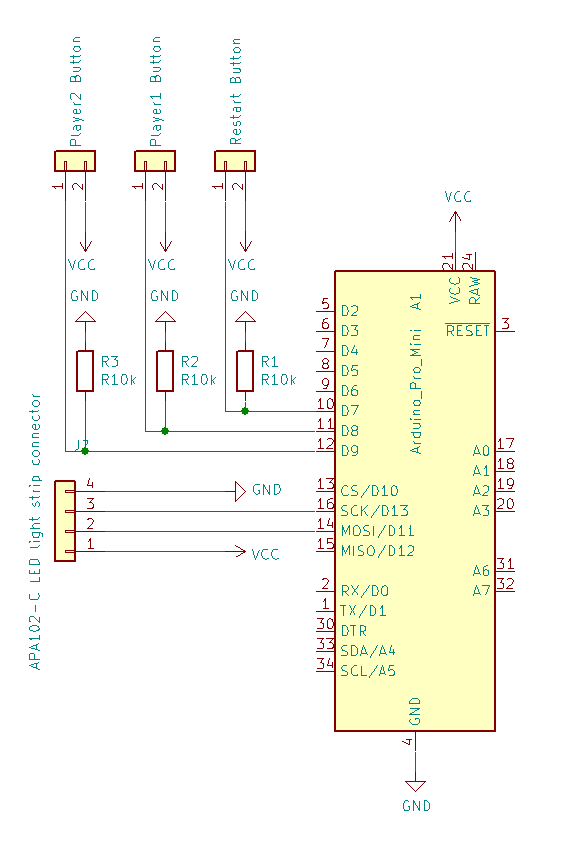 Player2 Button
Player1 Button
Restart Button
1
2
1
2
1
2
VCC
VCC
VCC
VCC
GND
GND
GND
R3
R10k
R2
R10k
R1
R10k
21
24
VCC
RAW
A1
Arduino_Pro_Mini
5
D2
6
D3
7
D4
8
D5
9
D6
10
D7
11
D8
12
D9
13
CS/D10
16
SCK/D13
14
MOSI/D11
15
MISO/D12
2
RX/D0
1
TX/D1
30
DTR
33
SDA/A4
34
SCL/A5
RESET
3
A0
17
A1
18
A2
19
A3
20
A6
31
A7
32
APA102-C LED light strip connector
4
3
2
1
GND
VCC
GND
4
GND